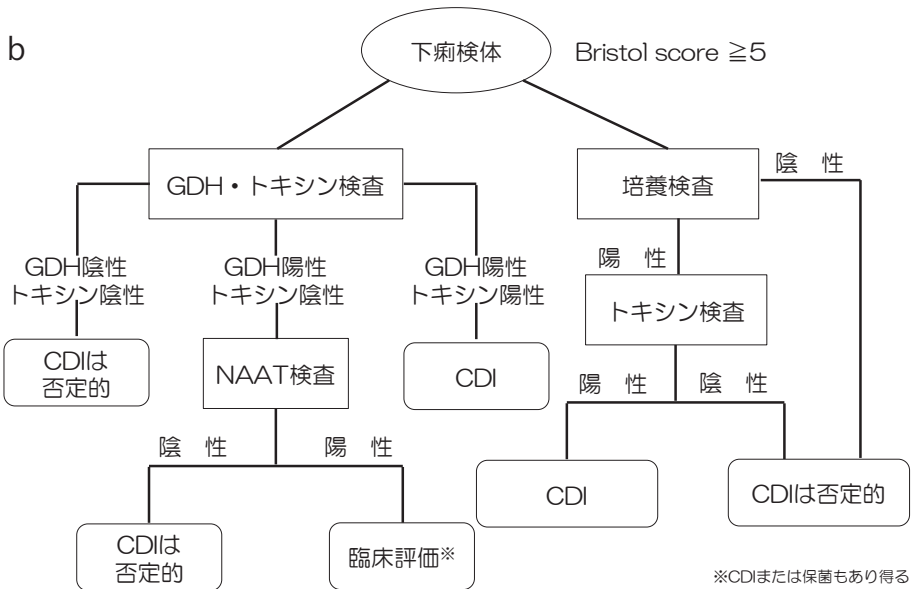 b
下痢検体
Bristol score ≧5
GDH・トキシン検査
培養検査
陰 性
GDH陰性
トキシン陰性
GDH陽性
トキシン陰性
GDH陽性
トキシン陽性
陽 性
トキシン検査
CDIは
否定的
NAAT検査
CDI
陽 性
陰 性
陰 性
陽 性
CDI
CDIは否定的
CDIは
否定的
臨床評価※
※CDIまたは保菌もあり得る